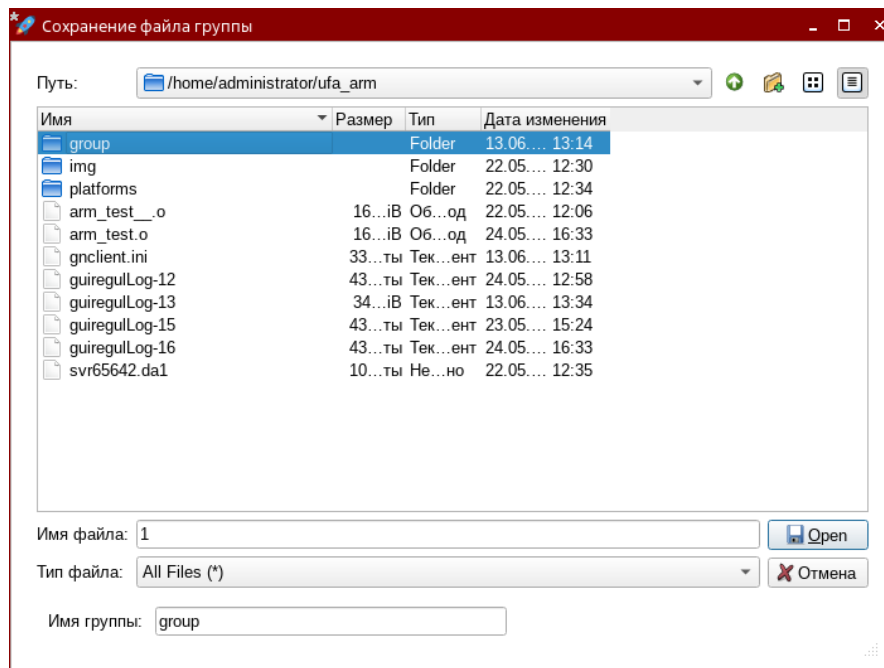 Сохранение файла группы
Путь: /home/administrator/ufa_arm
Имя Размер Тип Дата изменения
group Folder 13.06.... 13:14
img Folder 22.05.... 12:30
platforms Folder 22.05.... 12:34
arm_test__.o 16...iB Об...од 22.05.... 12:06
arm_test.o 16...iB Об...од 24.05.... 16:33
gnclient.ini 33...ты Тек...ент 13.06.... 13:11
guiregulLog-12 43...ты Тек...ент 24.05.... 12:58
guiregulLog-13 34...iB Тек...ент 13.06.... 13:34
guiregulLog-15 43...ты Тек...ент 23.05.... 15:24
guiregulLog-16 43...ты Тек...ент 24.05.... 16:33
svr65642.da1 10...ты Не...но 22.05.... 12:35
Имя файла: 1 Open
Тип файла: All Files (*) Отмена
Имя группы: group